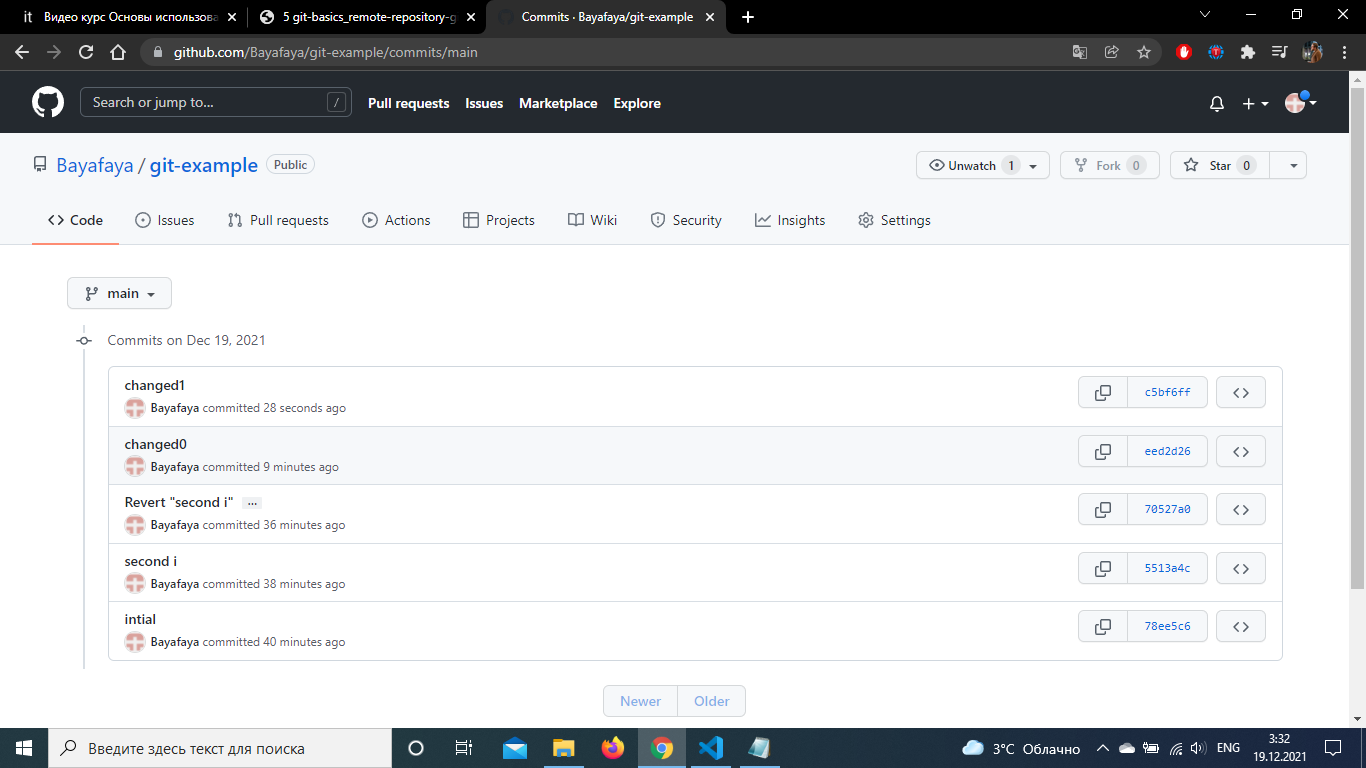 it Видео курс Основы использова
5 git-basics_remote-repository-g
Commits · Bayafaya/git-example
github.com/Bayafaya/git-example/commits/main
Search or jump to... /
Pull requests Issues Marketplace Explore
Bayafaya / git-example Public
Unwatch 1 Fork 0 Star 0
Code Issues Pull requests Actions Projects Wiki Security Insights Settings
main
Commits on Dec 19, 2021
changed1
Bayafaya committed 28 seconds ago
c5bf6ff
changed0
Bayafaya committed 9 minutes ago
eed2d26
Revert "second i" ...
Bayafaya committed 36 minutes ago
70527a0
second i
Bayafaya committed 38 minutes ago
5513a4c
intial
Bayafaya committed 40 minutes ago
78ee5c6
Newer Older
Введите здесь текст для поиска
3°C Облачно
ENG
3:32
19.12.2021